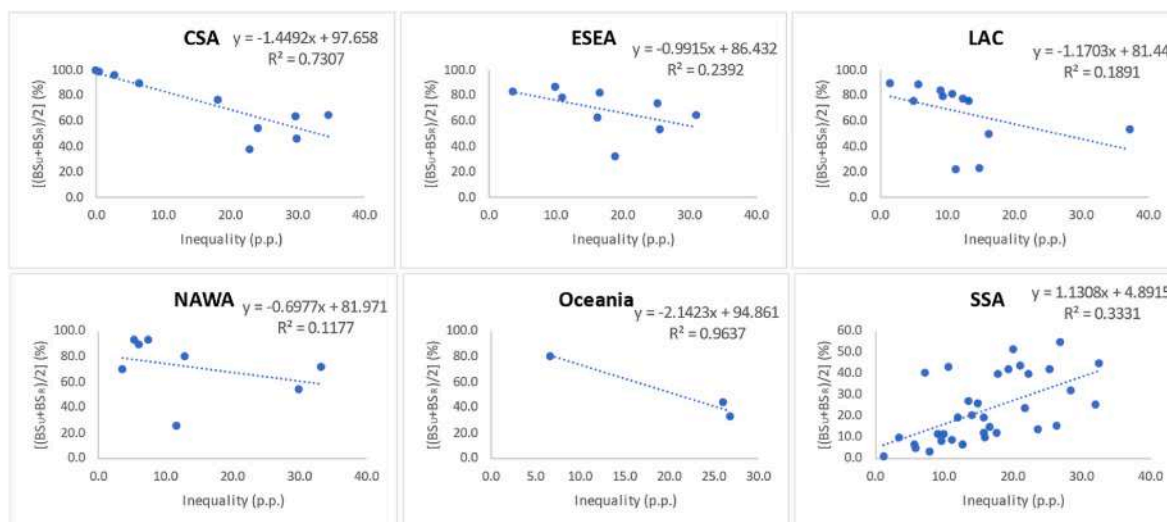 CSA
y = -1.4492x + 97.658
R² = 0.7307
[(BSU+BSR)/2] (%)
100.0
80.0
60.0
40.0
20.0
0.0
0.0 10.0 20.0 30.0 40.0
Inequality (p.p.)
ESEA
y = -0.9915x + 86.432
R² = 0.2392
[(BSU+BSR)/2] (%)
100.0
80.0
60.0
40.0
20.0
0.0
0.0 10.0 20.0 30.0 40.0
Inequality (p.p.)
LAC
y = -1.1703x + 81.44
R² = 0.1891
[(BSU+BSR)/2] (%)
100.0
80.0
60.0
40.0
20.0
0.0
0.0 10.0 20.0 30.0 40.0
Inequality (p.p.)
NAWA
y = -0.6977x + 81.971
R² = 0.1177
[(BSU+BSR)/2] (%)
100.0
80.0
60.0
40.0
20.0
0.0
0.0 10.0 20.0 30.0 40.0
Inequality (p.p.)
Oceania
y = -2.1423x + 94.861
R² = 0.9637
[(BSU+BSR)/2] (%)
100.0
80.0
60.0
40.0
20.0
0.0
0.0 5.0 10.0 15.0 20.0 25.0 30.0
Inequality (p.p.)
SSA
y = 1.1308x + 4.8915
R² = 0.3331
[(BSU+BSR)/2] (%)
60.0
50.0
40.0
30.0
20.0
10.0
0.0
0.0 10.0 20.0 30.0 40.0
Inequality (p.p.)